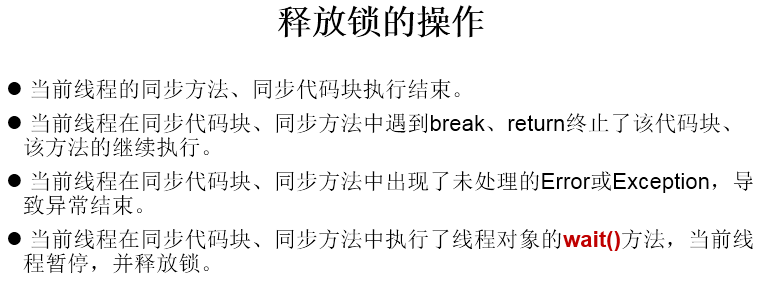 释放锁的操作
● 当前线程的同步方法、同步代码块执行结束。
● 当前线程在同步代码块、同步方法中遇到break、return终止了该代码块、
该方法的继续执行。
● 当前线程在同步代码块、同步方法中出现了未处理的Error或Exception，导
致异常结束。
● 当前线程在同步代码块、同步方法中执行了线程对象的wait()方法，当前线
程暂停，并释放锁。